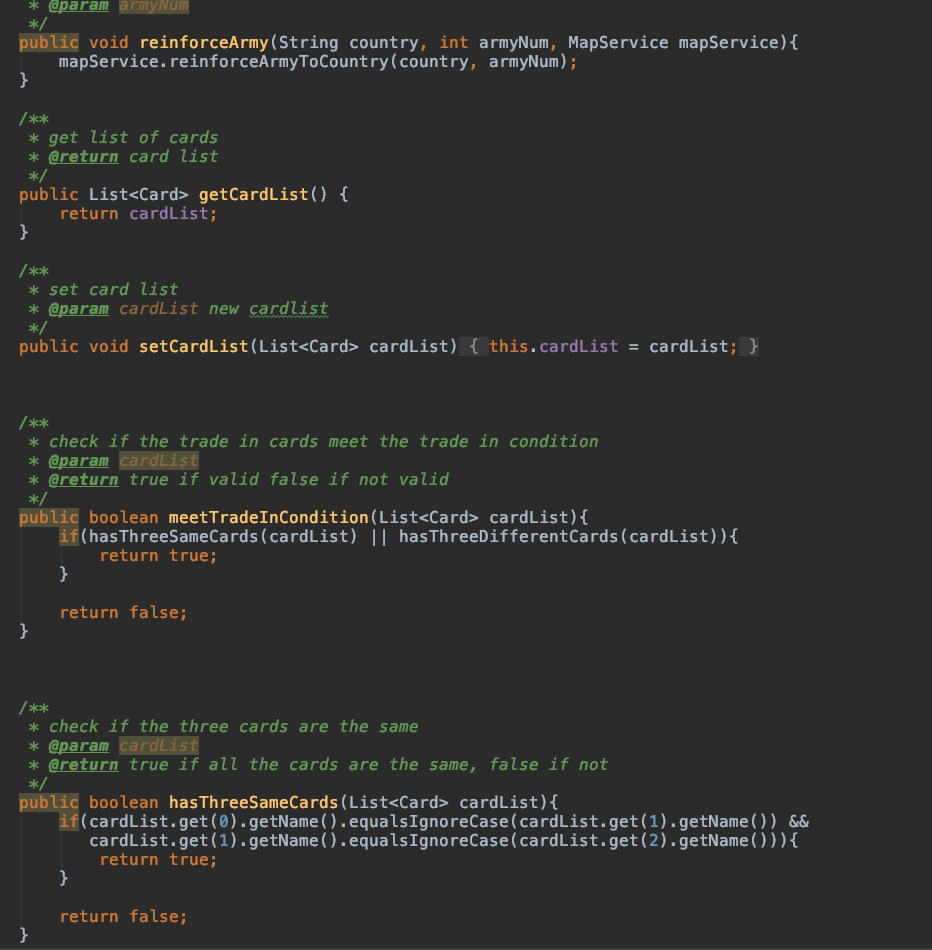 * @param armyNum
 */
public void reinforceArmy(String country, int armyNum, MapService mapService){
    mapService.reinforceArmyToCountry(country, armyNum);
}

/**
 * get list of cards
 * @return card list
 */
public List<Card> getCardList() {
    return cardList;
}

/**
 * set card list
 * @param cardList new cardlist
 */
public void setCardList(List<Card> cardList) { this.cardList = cardList; }

/**
 * check if the trade in cards meet the trade in condition
 * @param cardList
 * @return true if valid false if not valid
 */
public boolean meetTradeInCondition(List<Card> cardList){
    if(hasThreeSameCards(cardList) || hasThreeDifferentCards(cardList)){
        return true;
    }

    return false;
}

/**
 * check if the three cards are the same
 * @param cardList
 * @return true if all the cards are the same, false if not
 */
public boolean hasThreeSameCards(List<Card> cardList){
    if(cardList.get(0).getName().equalsIgnoreCase(cardList.get(1).getName()) &&
       cardList.get(1).getName().equalsIgnoreCase(cardList.get(2).getName())){
        return true;
    }

    return false;
}